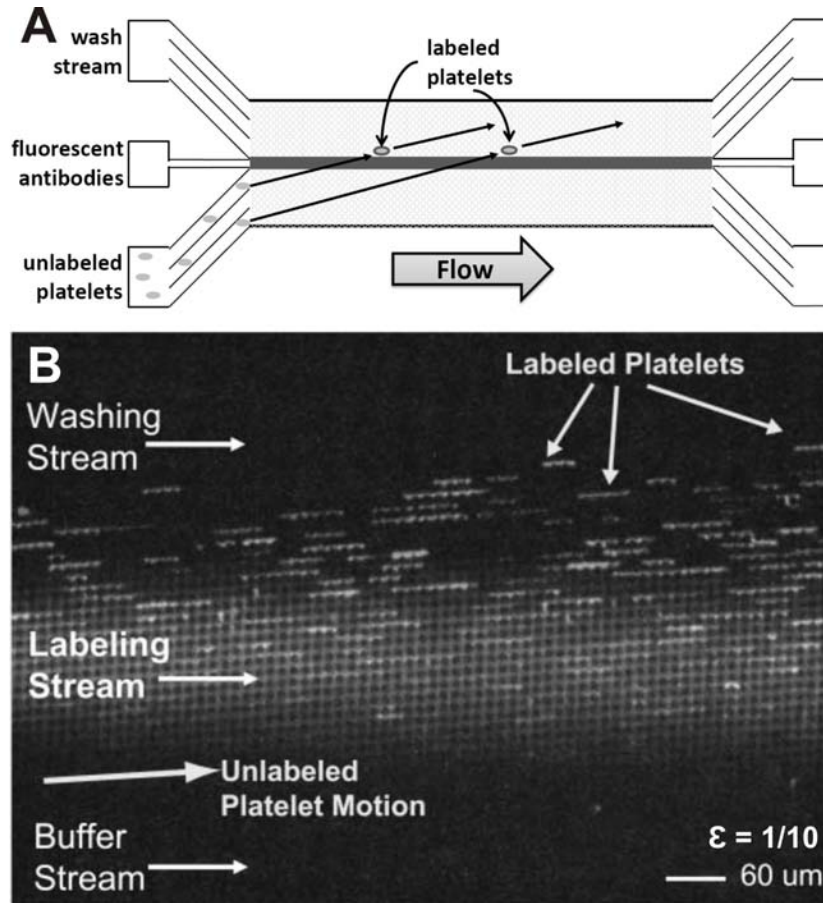 A
wash
stream
labeled
platelets
fluorescent
antibodies
unlabeled
platelets
Flow
B
Labeled Platelets
Washing
Stream
Labeling
Stream
Unlabeled
Platelet Motion
Buffer
Stream
Ɛ = 1/10
60 um